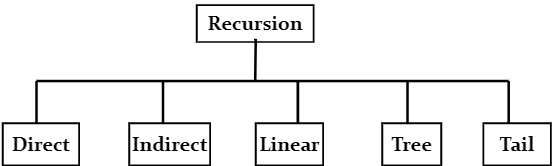 Recursion
Direct
Indirect
Linear
Tree
Tail